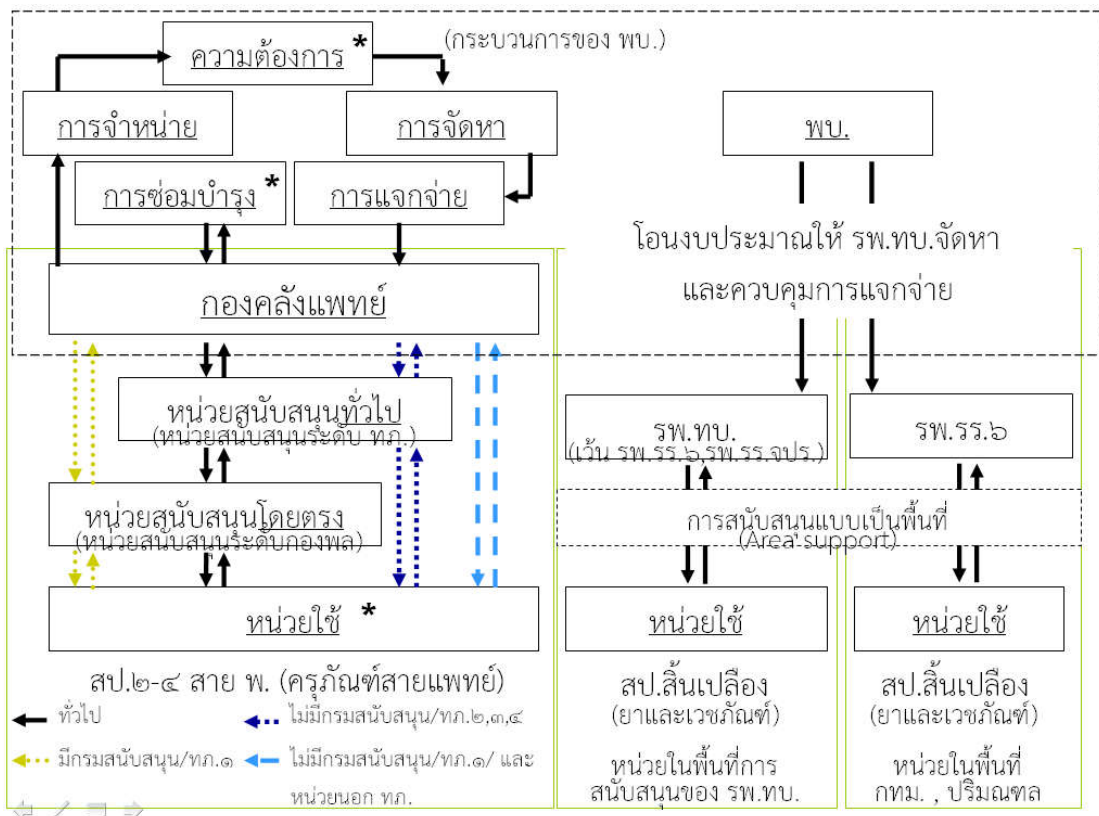 ความต้องการ *
(กระบวนการของ พบ.)
การจำหน่าย
การจัดหา
พบ.
การซ่อมบำรุง *
การแจกจ่าย
โอนงบประมาณให้ รพ.ทบ.จัดหา
และควบคุมการแจกจ่าย
กองคลังแพทย์
หน่วยสนับสนุนทั่วไป
(หน่วยสนับสนุนระดับ ทภ.)
รพ.ทบ.
(เว้น รพ.รร.๖,รพ.รร.จปร.)
รพ.รร.๖
หน่วยสนับสนุนโดยตรง
(หน่วยสนับสนุนระดับกองพล)
การสนับสนุนแบบเป็นพื้นที่
(Area support)
หน่วยใช้ *
หน่วยใช้
หน่วยใช้
สป.๒-๔ สาย พ. (ครุภัณฑ์สายแพทย์)
ทั่วไป
ไม่มีกรมสนับสนุน/ทภ.๒,๓,๔
มีกรมสนับสนุน/ทภ.๑
ไม่มีกรมสนับสนุน/ทภ.๑/ และ
หน่วยนอก ทภ.
สป.สิ้นเปลือง
(ยาและเวชภัณฑ์)
หน่วยในพื้นที่การ
สนับสนุนของ รพ.ทบ.
สป.สิ้นเปลือง
(ยาและเวชภัณฑ์)
หน่วยในพื้นที่
กทม. , ปริมณฑล